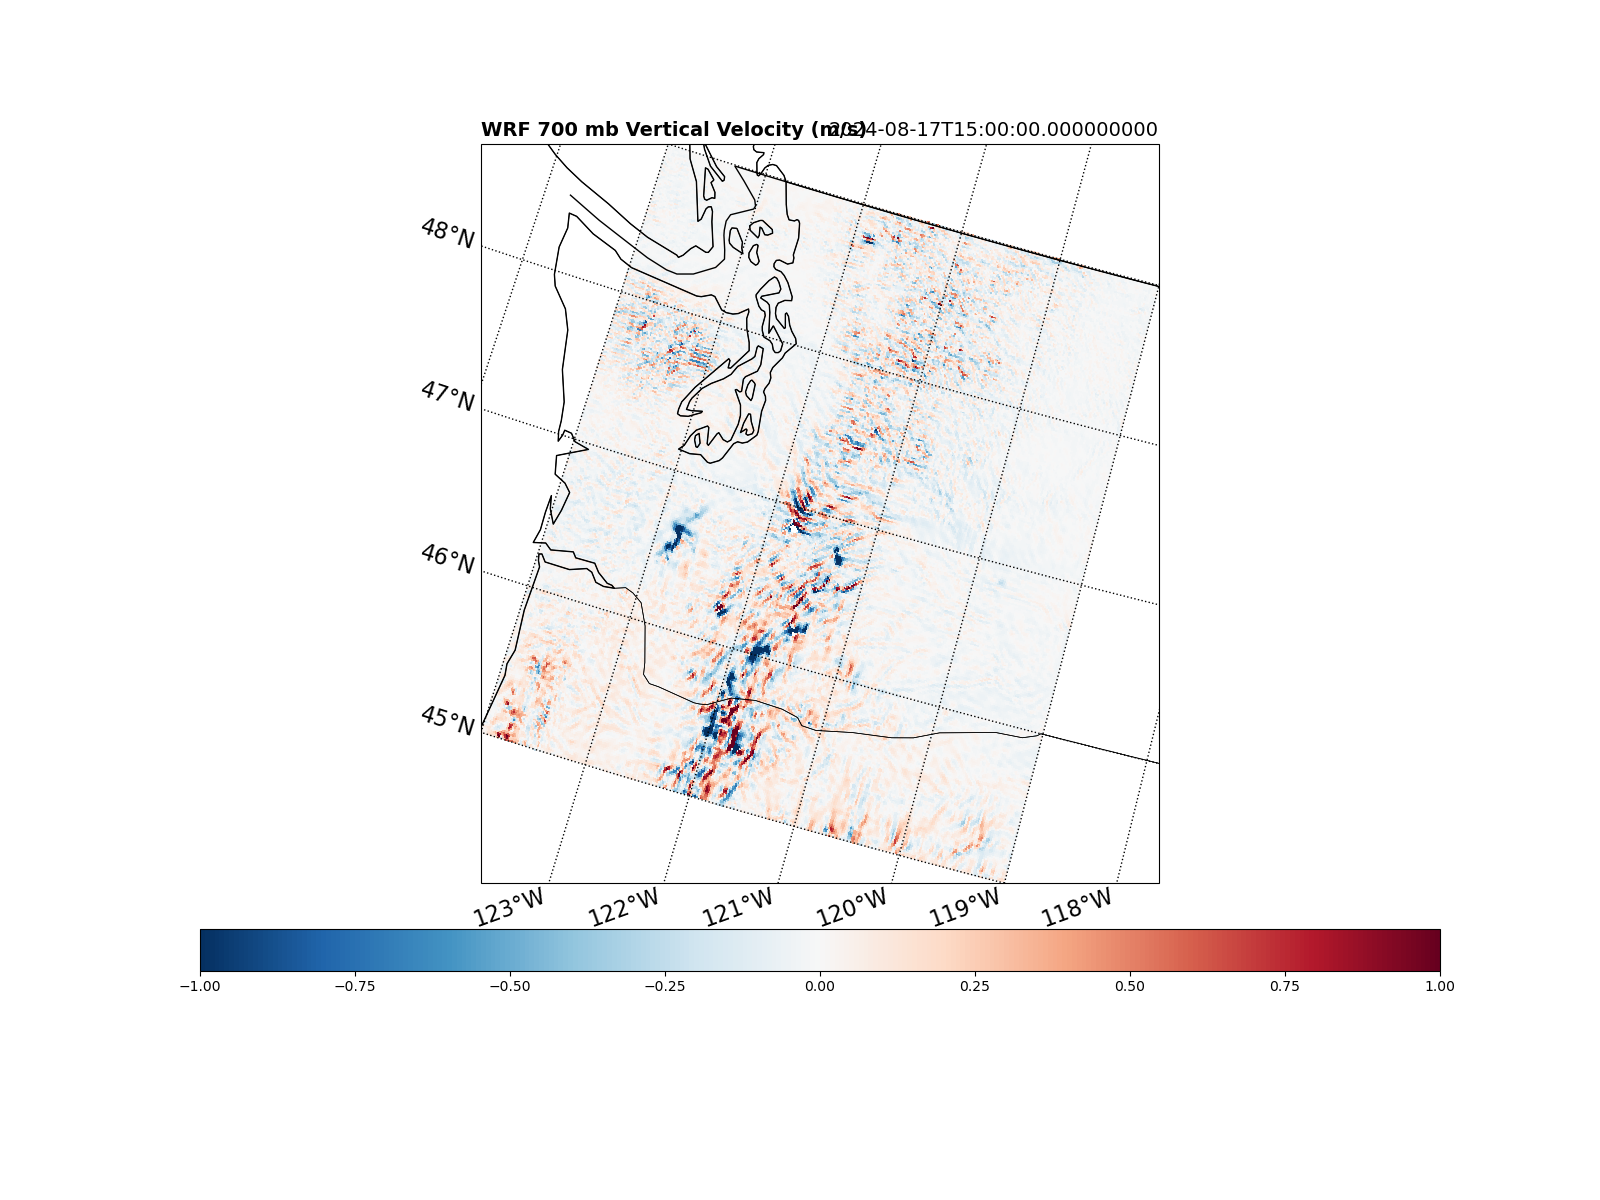 WRF 700 mb Vertical Velocity (m/s)
2024-08-17T15:00:00.000000000
48°N
47°N
46°N
45°N
123°W 122°W 121°W 120°W 119°W 118°W
−1.00 −0.75 −0.50 −0.25 0.00 0.25 0.50 0.75 1.00